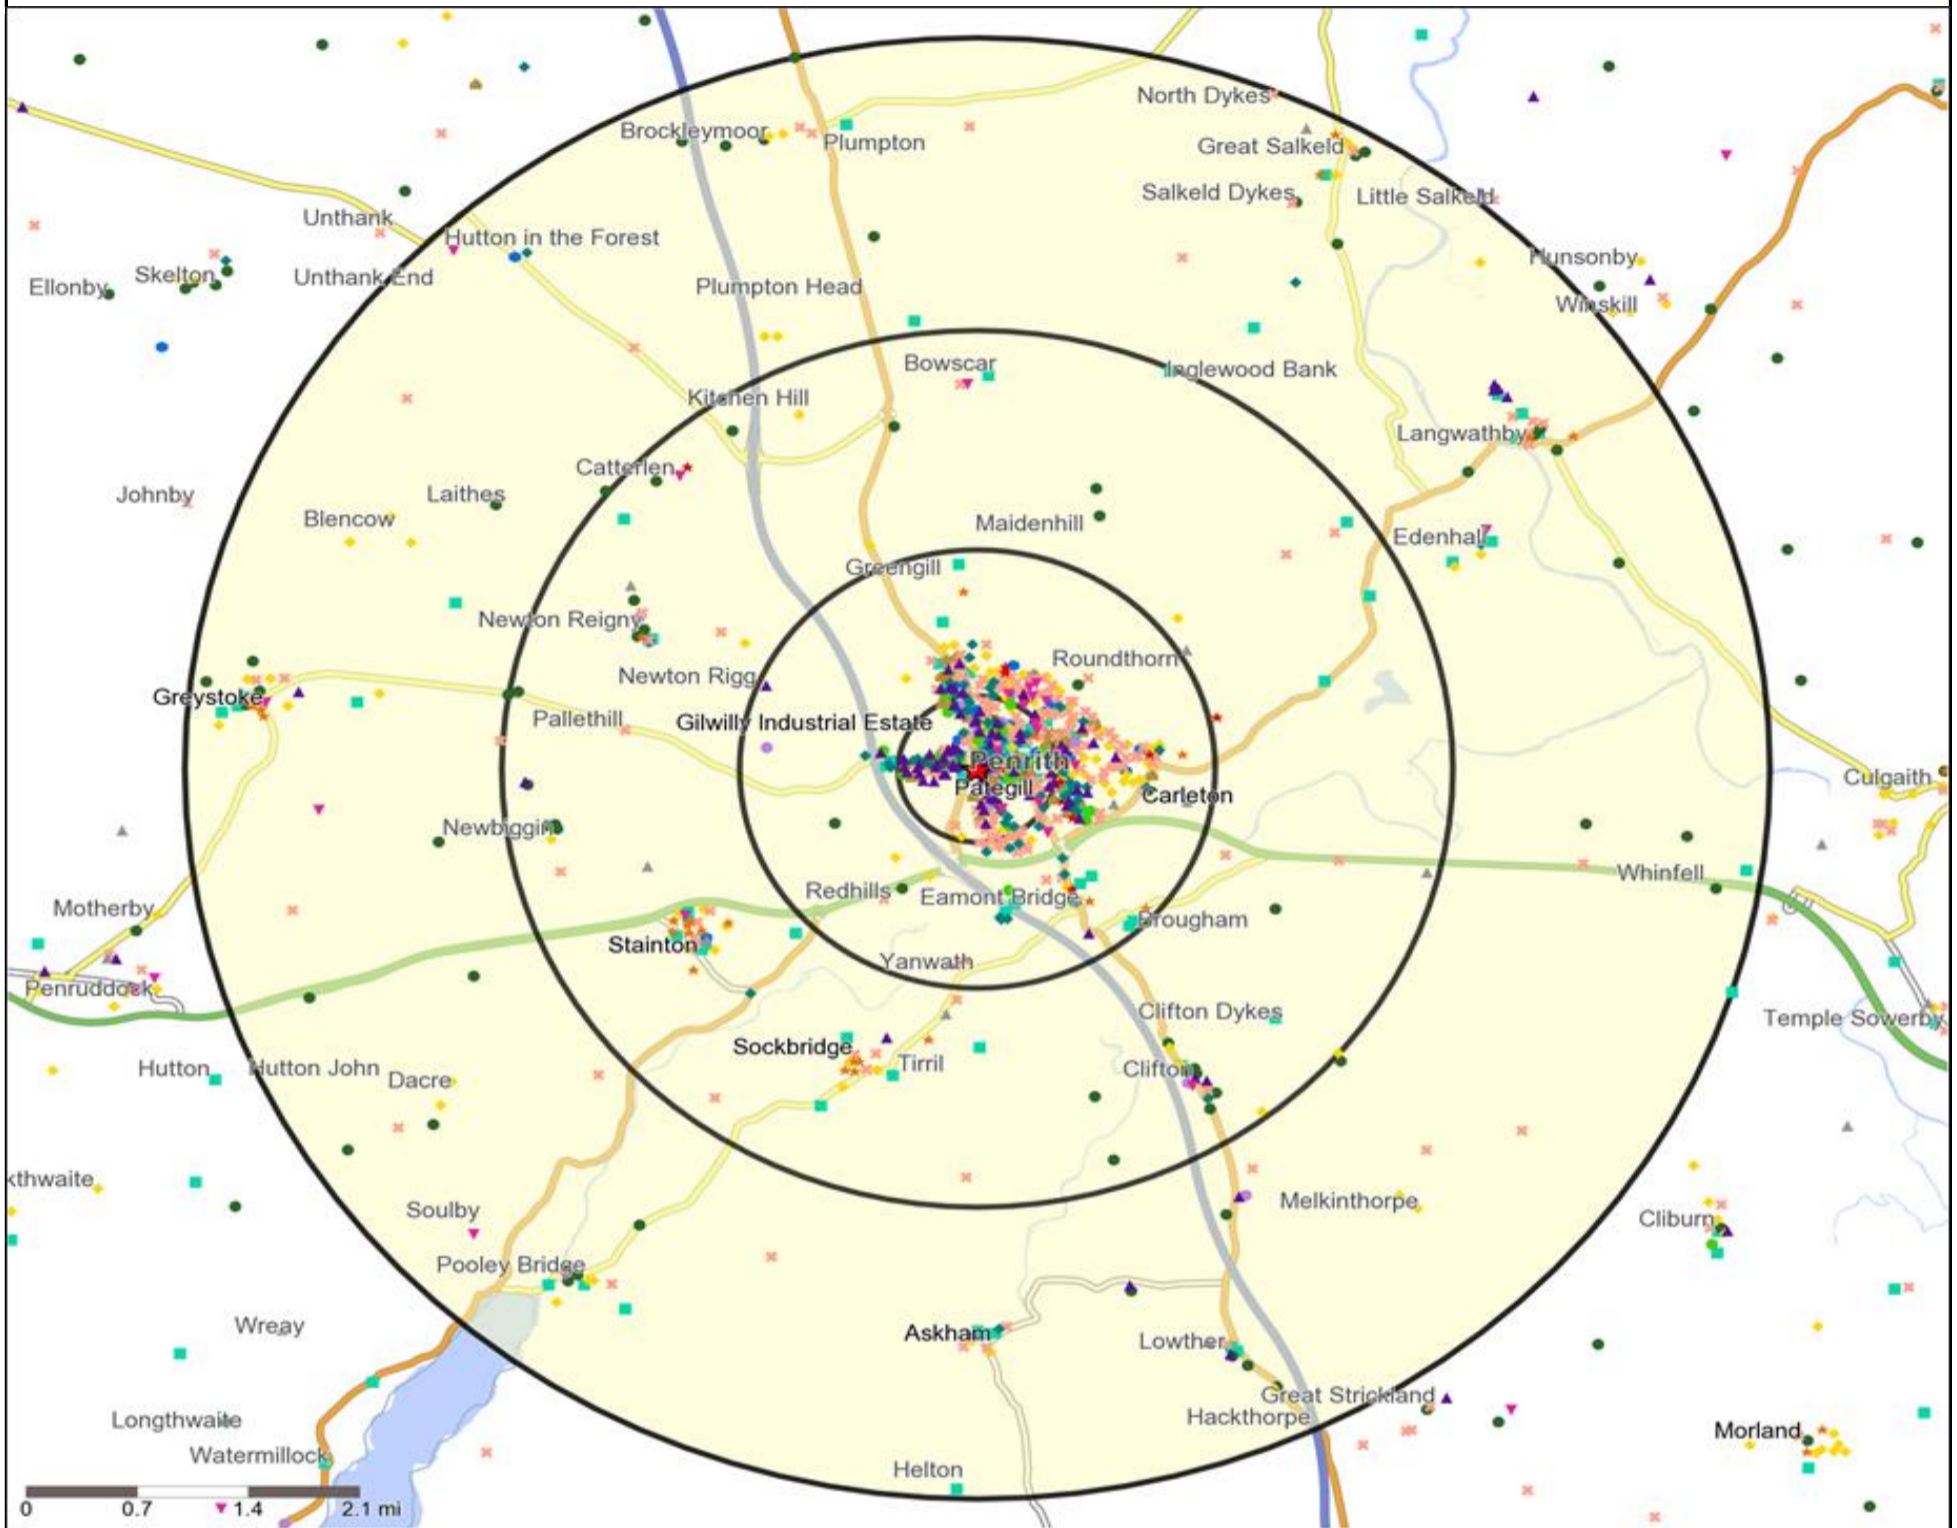 North Dykes
Brockleymoor
Plumpton
Great Salkeld
Salkeld Dykes
Little Salkeld
Unthank
Hutton in the Forest
Hunsonby
Ellonby
Skelton
Unthank End
Plumpton Head
Winskill
Bowscar
Inglewood Bank
Kitchen Hill
Langwathby
Catterlen
Johnby
Laithes
Blencow
Maidenhill
Edenhall
Greengill
Newton Reigny
Roundthorn
Newton Rigg
Greystoke
Pallethill
Gilwilly Industrial Estate
Penrith
Pategill
Carleton
Culgaith
Newbiggin
Whinfell
Redhills
Eamont Bridge
Motherby
Brougham
Stainton
Yanwath
Penruddock
Clifton Dykes
Temple Sowerby
Sockbridge
Tirril
Clifton
Hutton
Hutton John
Dacre
kthwaite
Melkinthorpe
Soulby
Cliburn
Pooley Bridge
Wreay
Askham
Lowther
Great Strickland
Longthwaite
Hackthorpe
Morland
Watermillock
Helton
0 0.7 1.4 2.1 mi